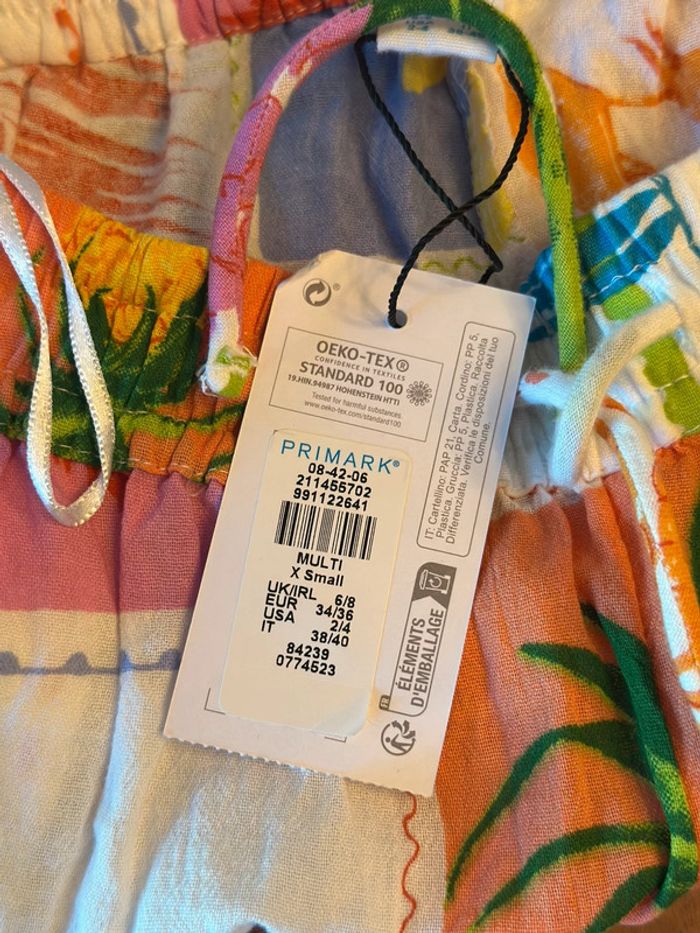 ®
OEKO-TEX®
CONFIDENCE IN TEXTILES
STANDARD 100
19.HIN.94987 HOHENSTEIN HTTI
Tested for harmful substances.
www.oeko-tex.com/standard100
IT: Cartellino: PAP 21, Carta, Cordino: PP 5,
Plastica. Gruccia: PP 5, Plastica. Raccolta
Differenziata. Verifica le disposizioni del tuo
Comune.
PRIMARK®
08-42-06
211455702
991122641
MULTI
X Small
UK/IRL 6/8
EUR 34/36
USA 2/4
IT 38/40
84239
0774523
FR
ÉLÉMENTS
D'EMBALLAGE